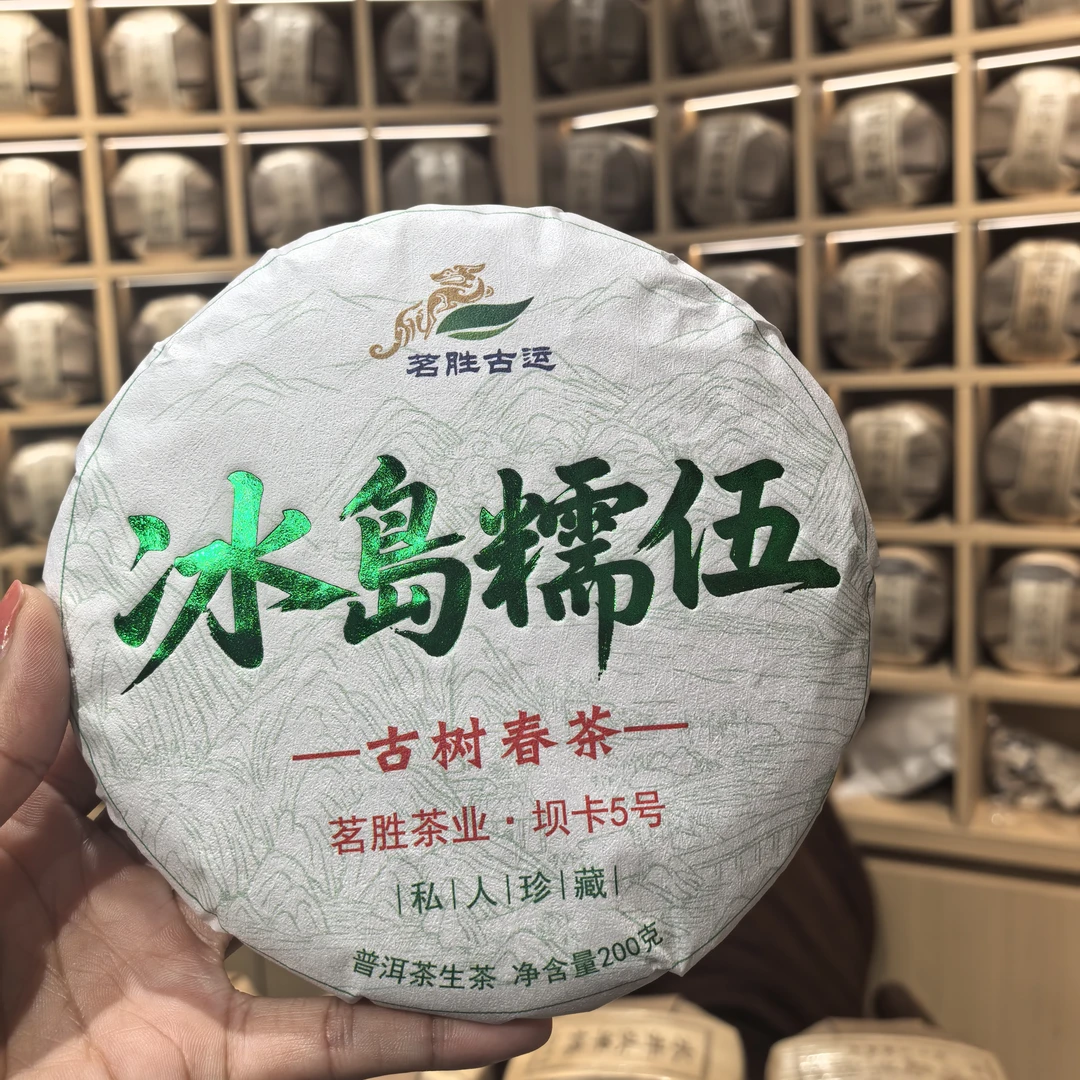 茗胜古运
冰岛糯伍
古树春茶
茗胜茶业·坝卡5号
私|人|珍|藏
普洱茶生茶 净含量200克